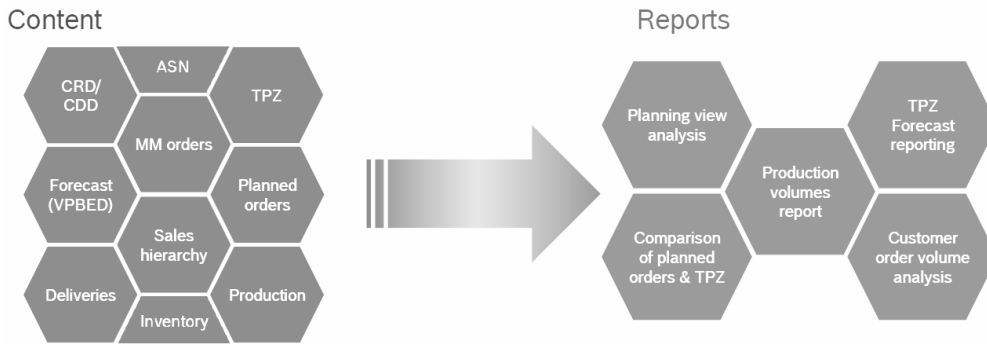 Content
Reports
CRD/
CDD
ASN
TPZ
MM orders
Forecast
(VPBED)
Planned
orders
Sales
hierarchy
Deliveries
Production
Inventory
Planning view
analysis
TPZ
Forecast
reporting
Production
volumes
report
Comparison
of planned
orders & TPZ
Customer
order volume
analysis